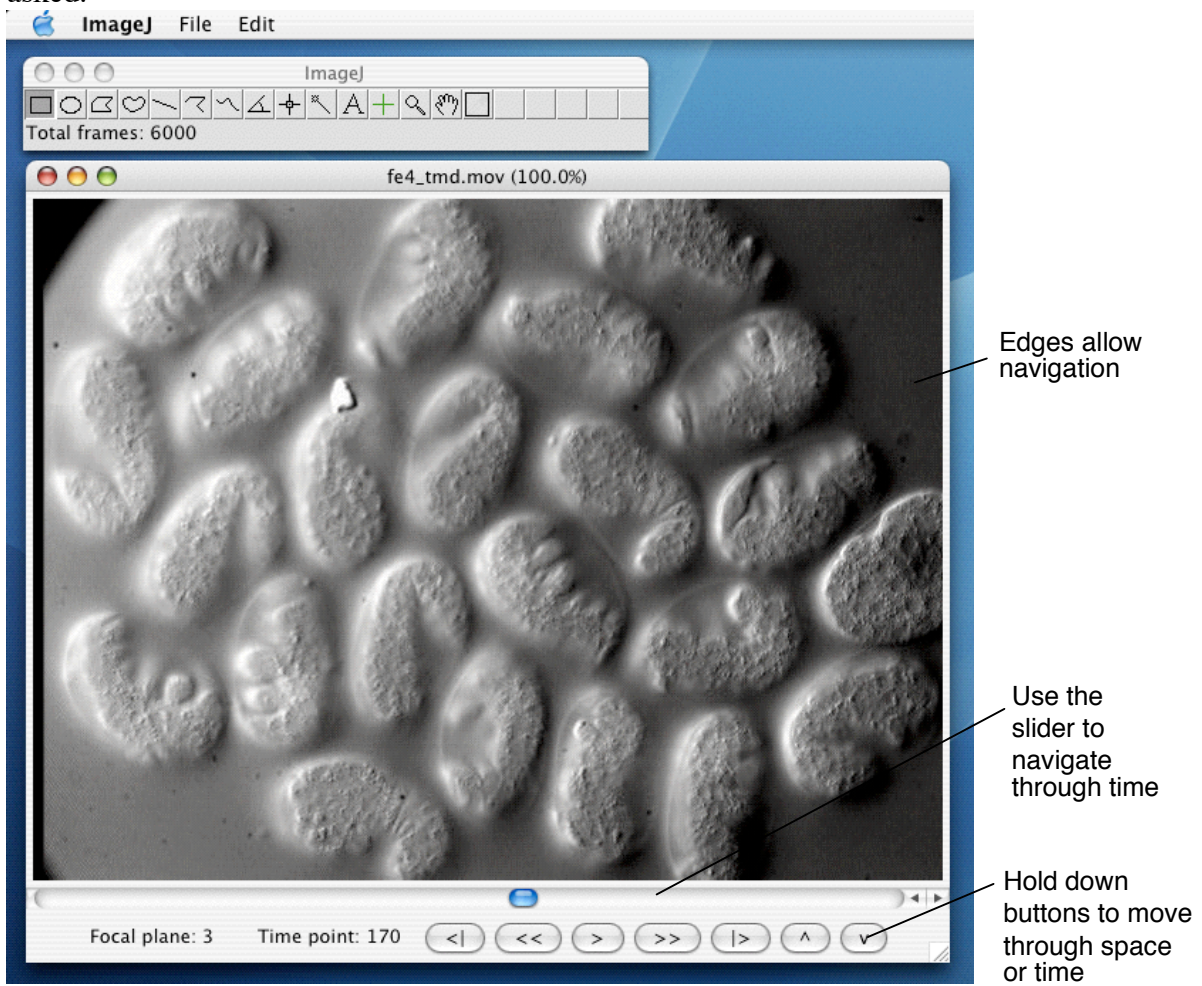 asked.
ImageJ File Edit
ImageJ
A
Total frames: 6000
fe4_tmd.mov (100.0%)
Edges allow
navigation
Use the
slider to
navigate
through time
Focal plane: 3 Time point: 170 <| << > >> |> ^ v
Hold down
buttons to move
through space
or time